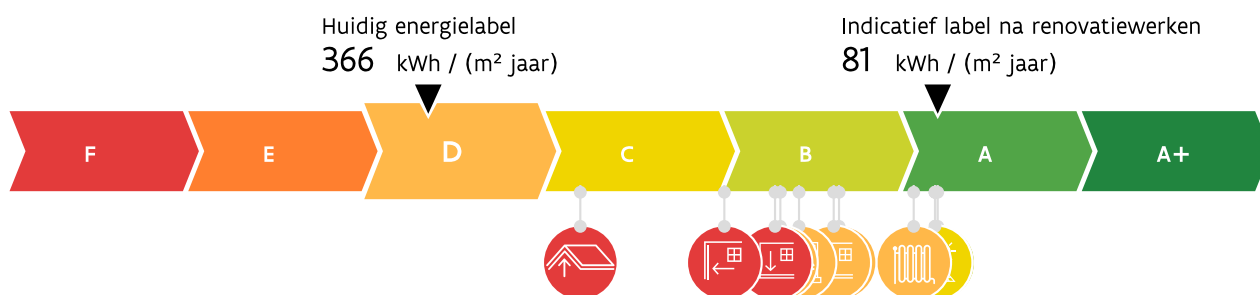 Huidig energielabel
366 kWh / (m² jaar)
Indicatief label na renovatiewerken
81 kWh / (m² jaar)
F
E
D
C
B
A
A+